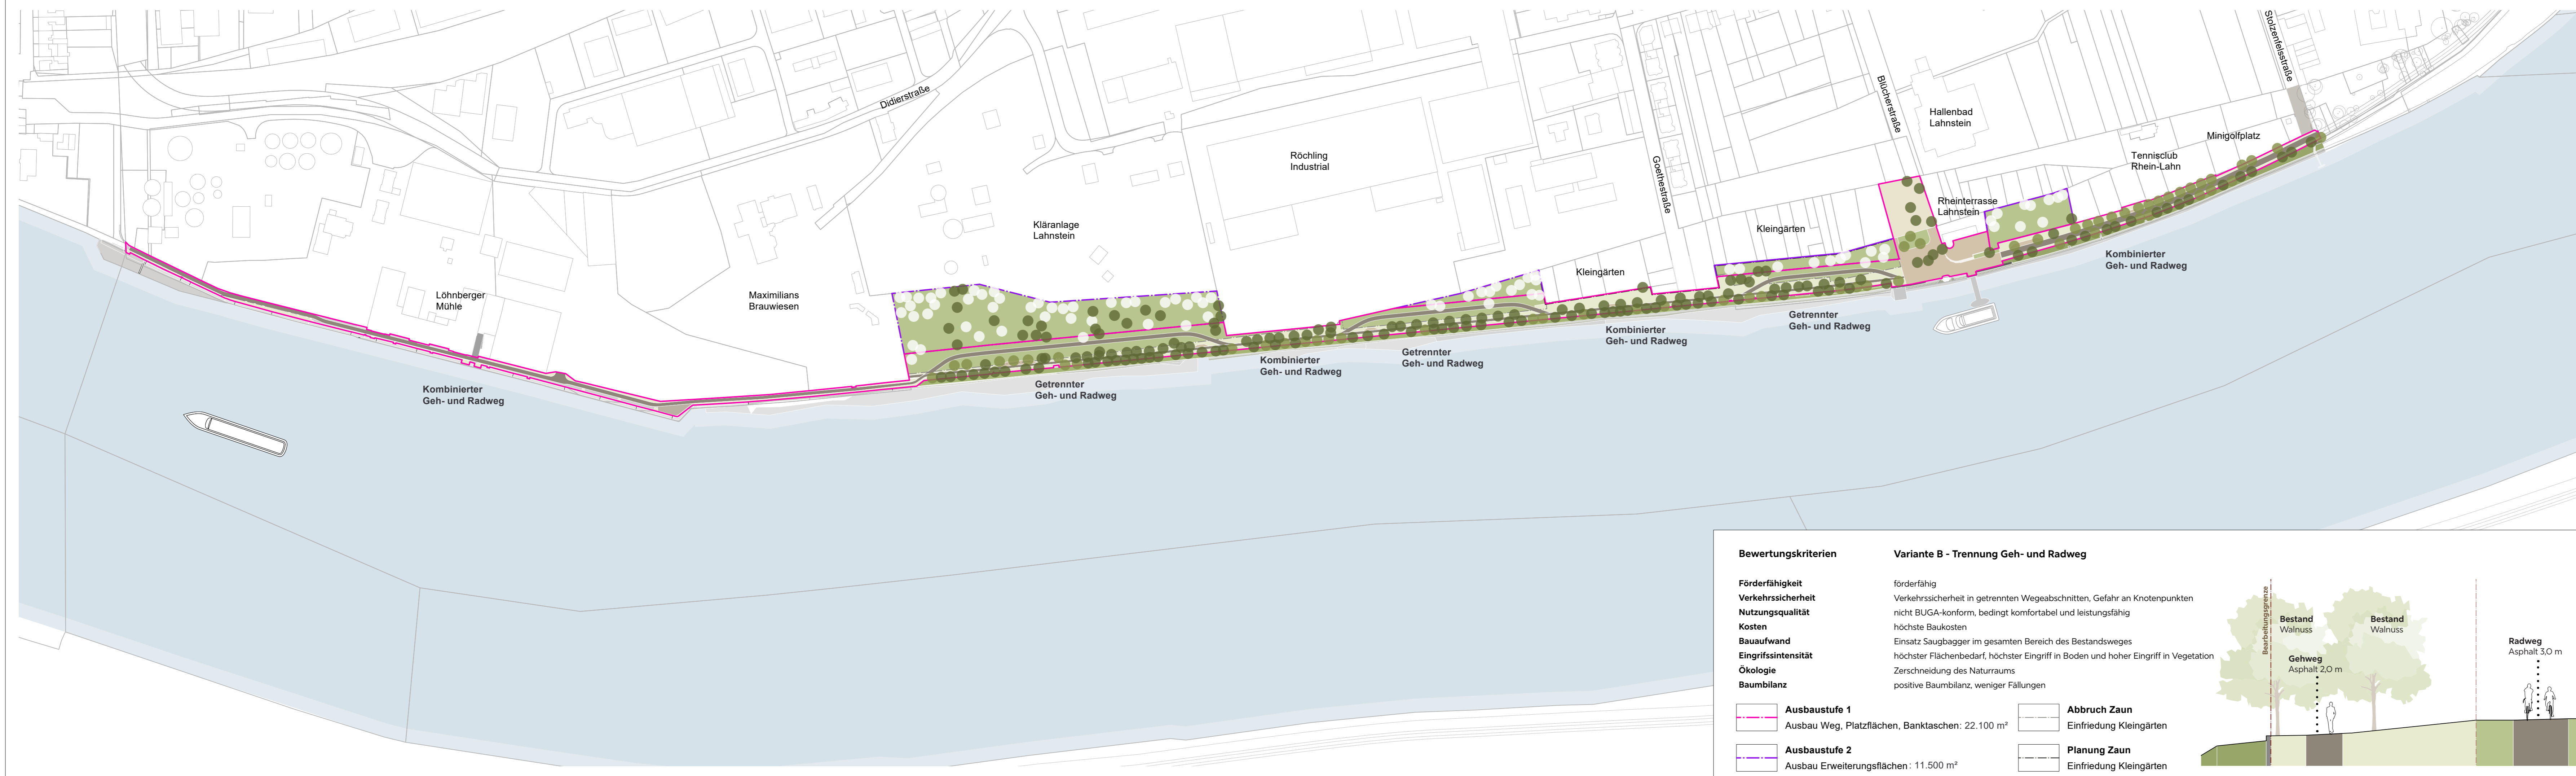 Stolzenfelsstraße
Didierstraße
Blücherstraße
Hallenbad
Lahnstein
Minigolfplatz
Röchling
Industrial
Tennisclub
Rhein-Lahn
Goethestraße
Rheinterrasse
Lahnstein
Kläranlage
Lahnstein
Kleingärten
Kombinierter
Geh- und Radweg
Kleingärten
Löhnberger
Mühle
Maximilians
Brauwiesen
Getrennter
Geh- und Radweg
Kombinierter
Geh- und Radweg
Getrennter
Geh- und Radweg
Kombinierter
Geh- und Radweg
Getrennter
Geh- und Radweg
Kombinierter
Geh- und Radweg
Bewertungskriterien Variante B - Trennung Geh- und Radweg
Förderfähigkeit förderfähig
Verkehrssicherheit Verkehrssicherheit in getrennten Wegeabschnitten, Gefahr an Knotenpunkten
Nutzungsqualität nicht BUGA-konform, bedingt komfortabel und leistungsfähig
Kosten höchste Baukosten
Bauaufwand Einsatz Saugbagger im gesamten Bereich des Bestandsweges
Eingrifssintensität höchster Flächenbedarf, höchster Eingriff in Boden und hoher Eingriff in Vegetation
Ökologie Zerschneidung des Naturraums
Baumbilanz positive Baumbilanz, weniger Fällungen
Ausbaustufe 1
Ausbau Weg, Platzflächen, Banktaschen: 22.100 m²
Abbruch Zaun
Einfriedung Kleingärten
Ausbaustufe 2
Ausbau Erweiterungsflächen: 11.500 m²
Planung Zaun
Einfriedung Kleingärten
Bearbeitungsgrenze
Bestand
Walnuss
Bestand
Walnuss
Gehweg
Asphalt 2,0 m
Radweg
Asphalt 3,0 m